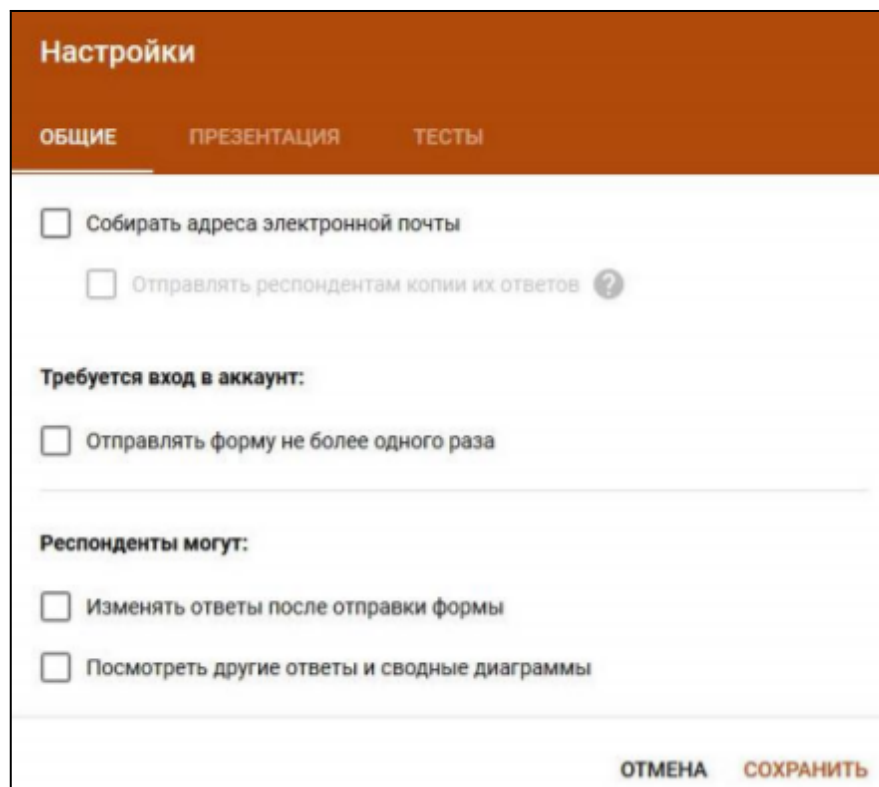 Настройки
ОБЩИЕ ПРЕЗЕНТАЦИЯ ТЕСТЫ
Собирать адреса электронной почты
Отправлять респондентам копии их ответов ?
Требуется вход в аккаунт:
Отправлять форму не более одного раза
Респонденты могут:
Изменять ответы после отправки формы
Посмотреть другие ответы и сводные диаграммы
ОТМЕНА СОХРАНИТЬ